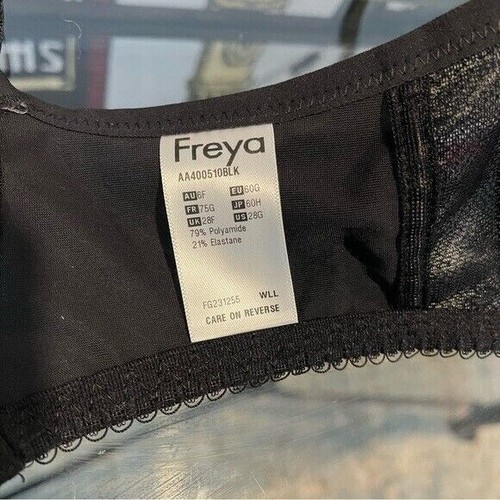 Freya
AA400510BLK
AU 6F EU 60G
FR 75G JP 60H
UK 28F US 28G
79% Polyamide
21% Elastane
FG231255 WLL
CARE ON REVERSE